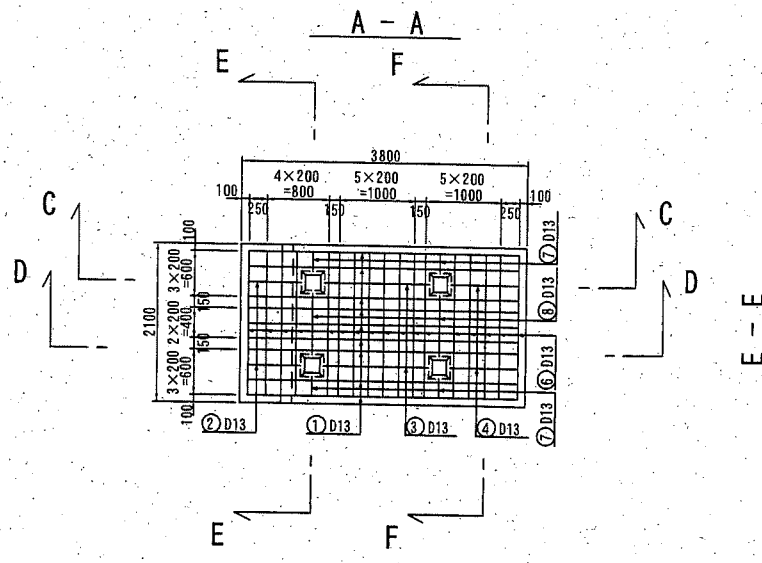 A - A
E
F
3800
4×200
=800
5×200
=1000
5×200
=1000
100
250
150
150
250
100
C
C
D
D
100
3×200
=600
150
2×200
=400
150
3×200
=600
100
2100
⑦D13
⑧D13
⑥D13
⑦D13
②D13
①D13
③D13
④D13
E
F
E - E